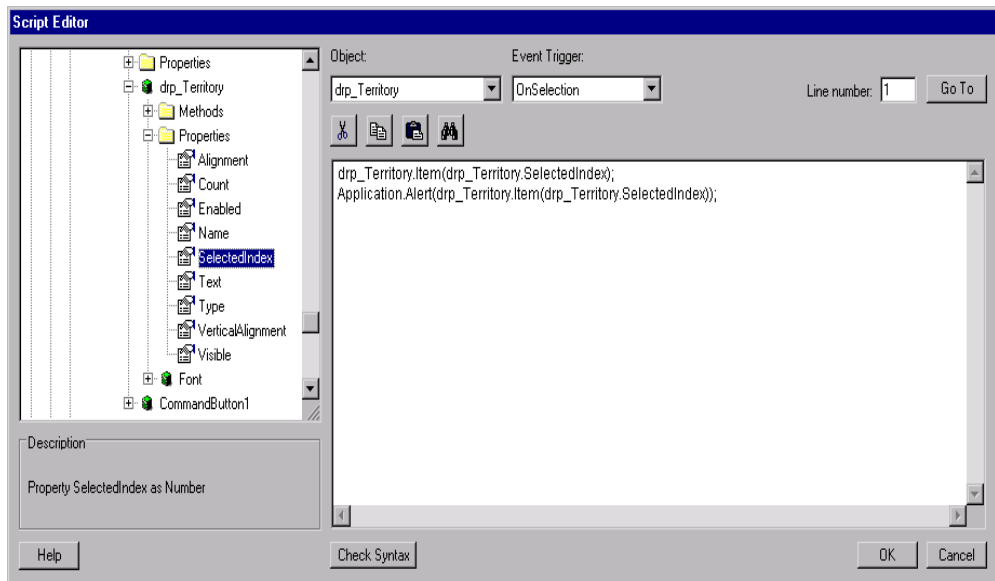 Script Editor
Properties
drp_Territory
Methods
Properties
Alignment
Count
Enabled
Name
SelectedIndex
Text
Type
VerticalAlignment
Visible
Font
CommandButton1
Description
Property SelectedIndex as Number
Object: Event Trigger:
drp_Territory OnSelection Line number: 1 Go To
drp_Territory.Item(drp_Territory.SelectedIndex);
Application.Alert(drp_Territory.Item(drp_Territory.SelectedIndex));
Help Check Syntax OK Cancel